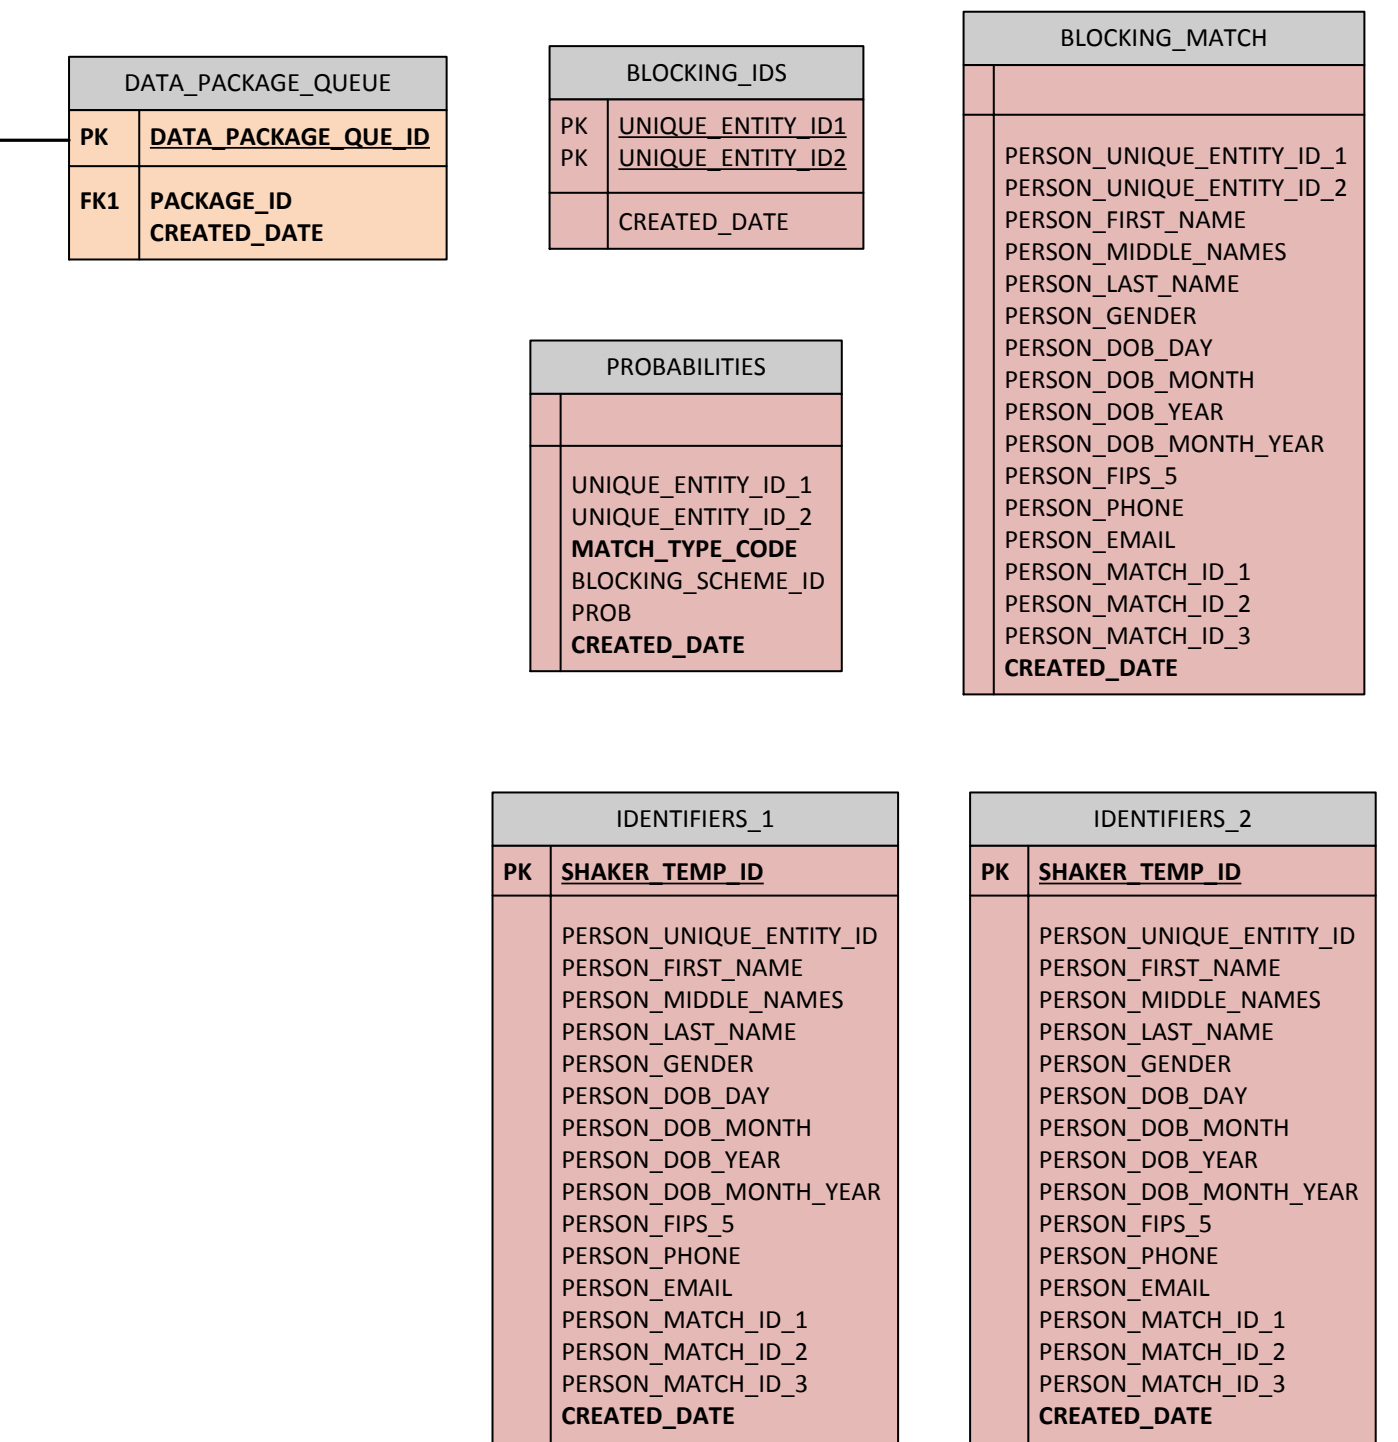 DATA_PACKAGE_QUEUE
PK DATA_PACKAGE_QUE_ID
FK1 PACKAGE_ID
CREATED_DATE
BLOCKING_IDS
PK UNIQUE_ENTITY_ID1
PK UNIQUE_ENTITY_ID2
CREATED_DATE
BLOCKING_MATCH
PERSON_UNIQUE_ENTITY_ID_1
PERSON_UNIQUE_ENTITY_ID_2
PERSON_FIRST_NAME
PERSON_MIDDLE_NAMES
PERSON_LAST_NAME
PERSON_GENDER
PERSON_DOB_DAY
PERSON_DOB_MONTH
PERSON_DOB_YEAR
PERSON_DOB_MONTH_YEAR
PERSON_FIPS_5
PERSON_PHONE
PERSON_EMAIL
PERSON_MATCH_ID_1
PERSON_MATCH_ID_2
PERSON_MATCH_ID_3
CREATED_DATE
PROBABILITIES
UNIQUE_ENTITY_ID_1
UNIQUE_ENTITY_ID_2
MATCH_TYPE_CODE
BLOCKING_SCHEME_ID
PROB
CREATED_DATE
IDENTIFIERS_1
PK SHAKER_TEMP_ID
PERSON_UNIQUE_ENTITY_ID
PERSON_FIRST_NAME
PERSON_MIDDLE_NAMES
PERSON_LAST_NAME
PERSON_GENDER
PERSON_DOB_DAY
PERSON_DOB_MONTH
PERSON_DOB_YEAR
PERSON_DOB_MONTH_YEAR
PERSON_FIPS_5
PERSON_PHONE
PERSON_EMAIL
PERSON_MATCH_ID_1
PERSON_MATCH_ID_2
PERSON_MATCH_ID_3
CREATED_DATE
IDENTIFIERS_2
PK SHAKER_TEMP_ID
PERSON_UNIQUE_ENTITY_ID
PERSON_FIRST_NAME
PERSON_MIDDLE_NAMES
PERSON_LAST_NAME
PERSON_GENDER
PERSON_DOB_DAY
PERSON_DOB_MONTH
PERSON_DOB_YEAR
PERSON_DOB_MONTH_YEAR
PERSON_FIPS_5
PERSON_PHONE
PERSON_EMAIL
PERSON_MATCH_ID_1
PERSON_MATCH_ID_2
PERSON_MATCH_ID_3
CREATED_DATE